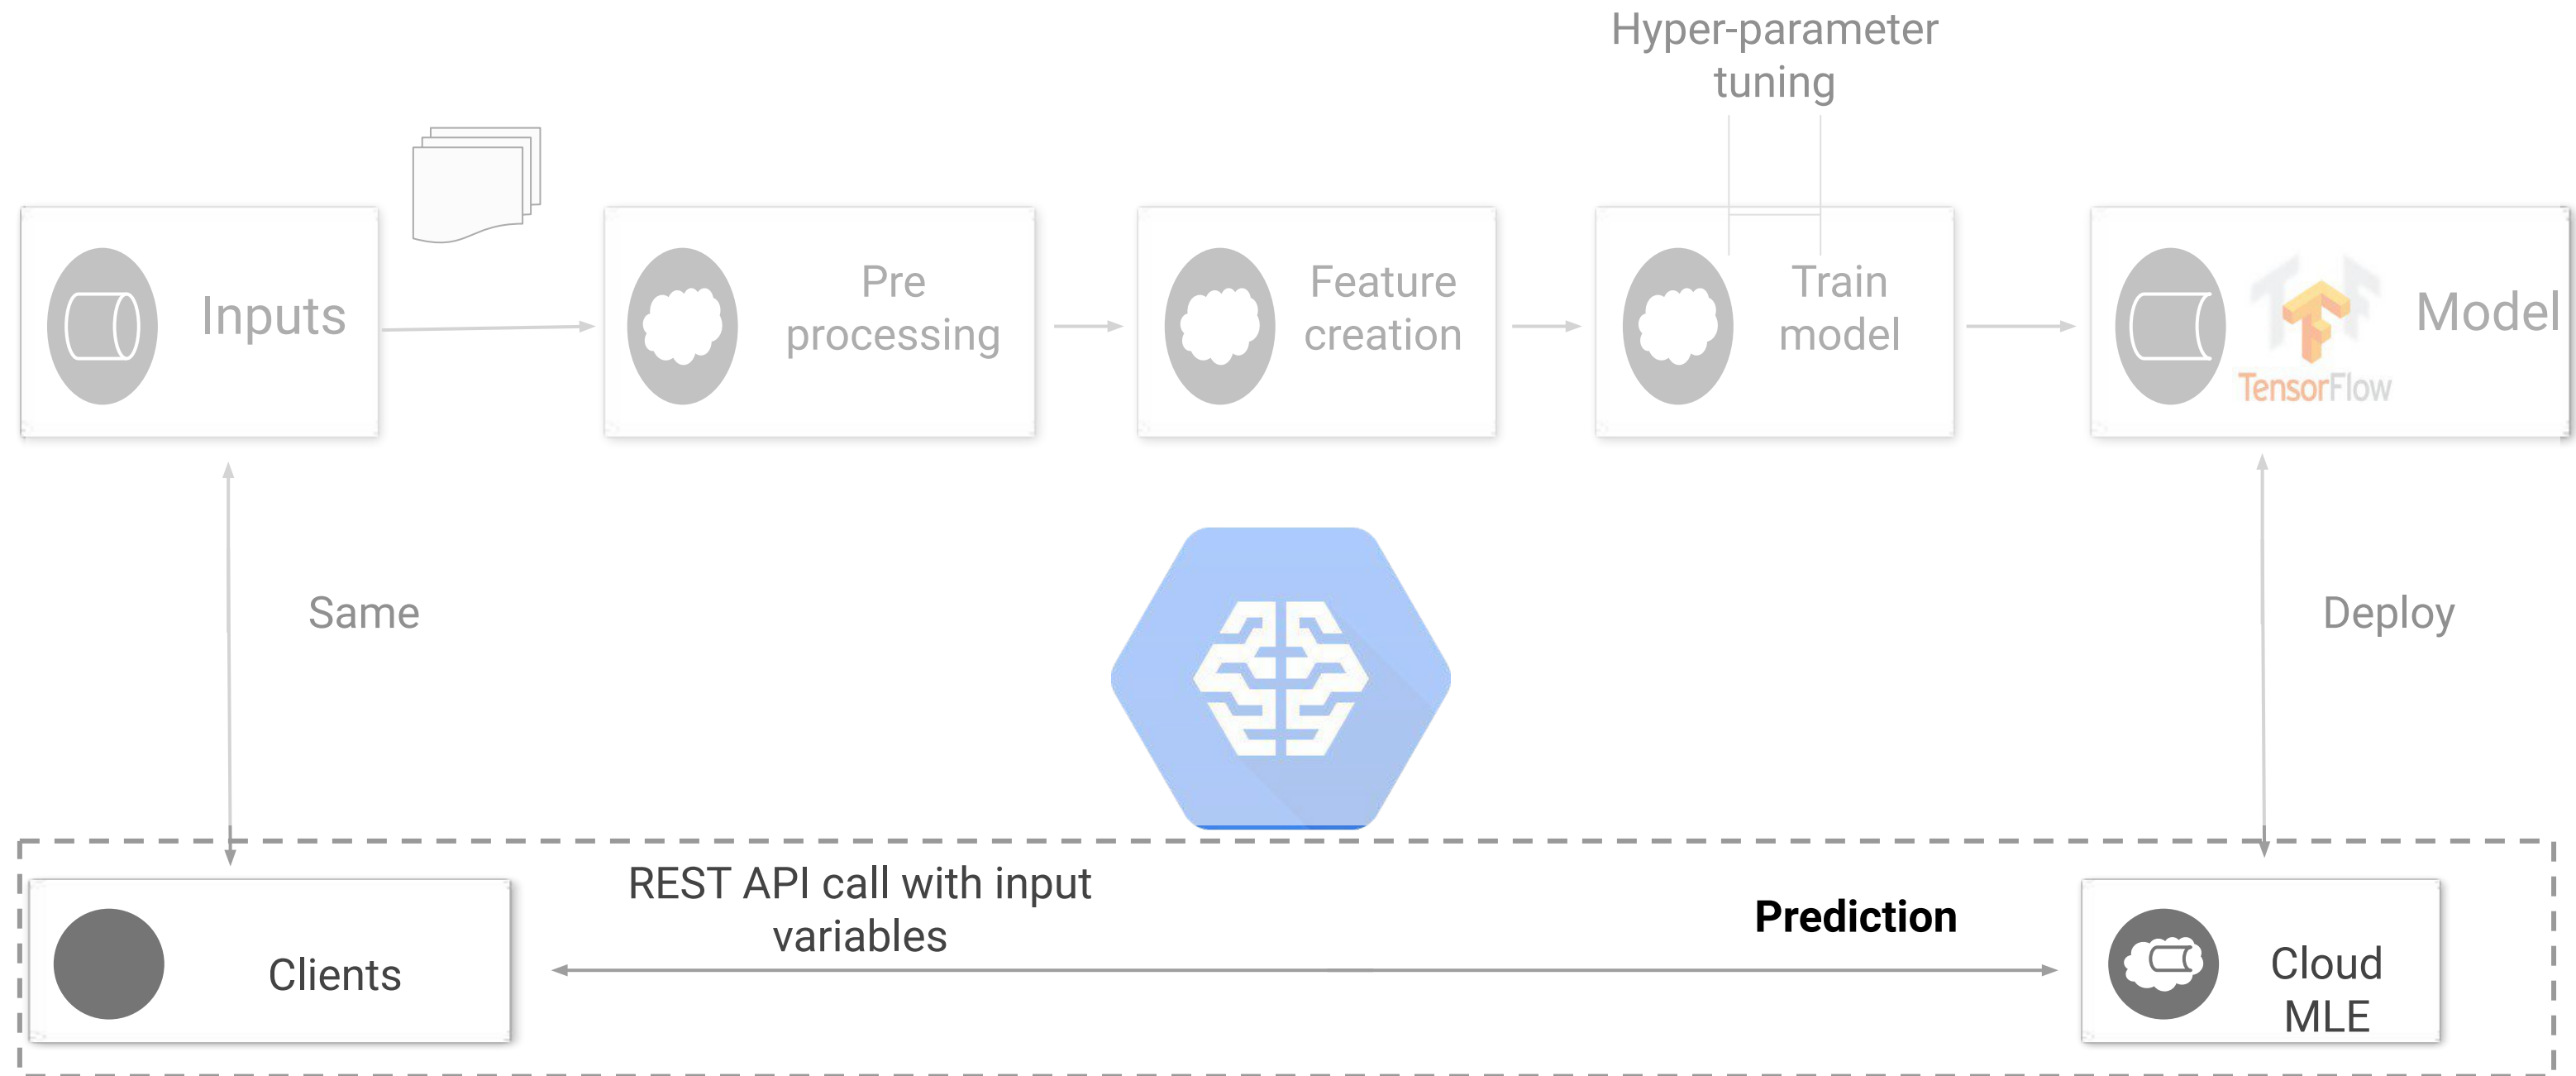 Hyper-parameter
tuning
Inputs
Pre
processing
Feature
creation
Train
model
TensorFlow
Model
Same
Deploy
REST API call with input
variables
Prediction
Clients
Cloud
MLE